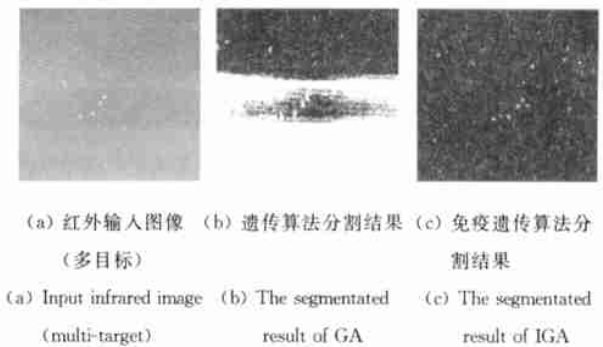 (a) 红外输入图像 (b) 遗传算法分割结果 (c) 免疫遗传算法分
(多目标) 割结果
(a) Input infrared image (b) The segmentated (c) The segmentated
(multi-target) result of GA result of IGA